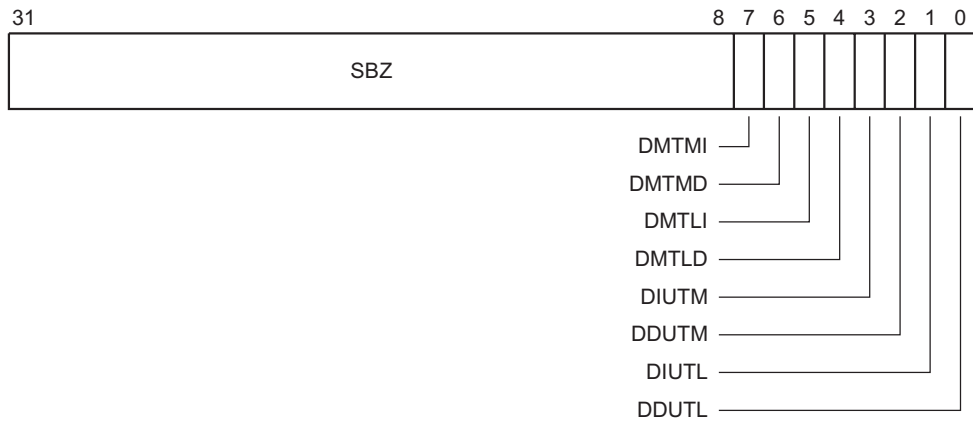 31 8 7 6 5 4 3 2 1 0
SBZ
DMTMI
DMTMD
DMTLI
DMTLD
DIUTM
DDUTM
DIUTL
DDUTL